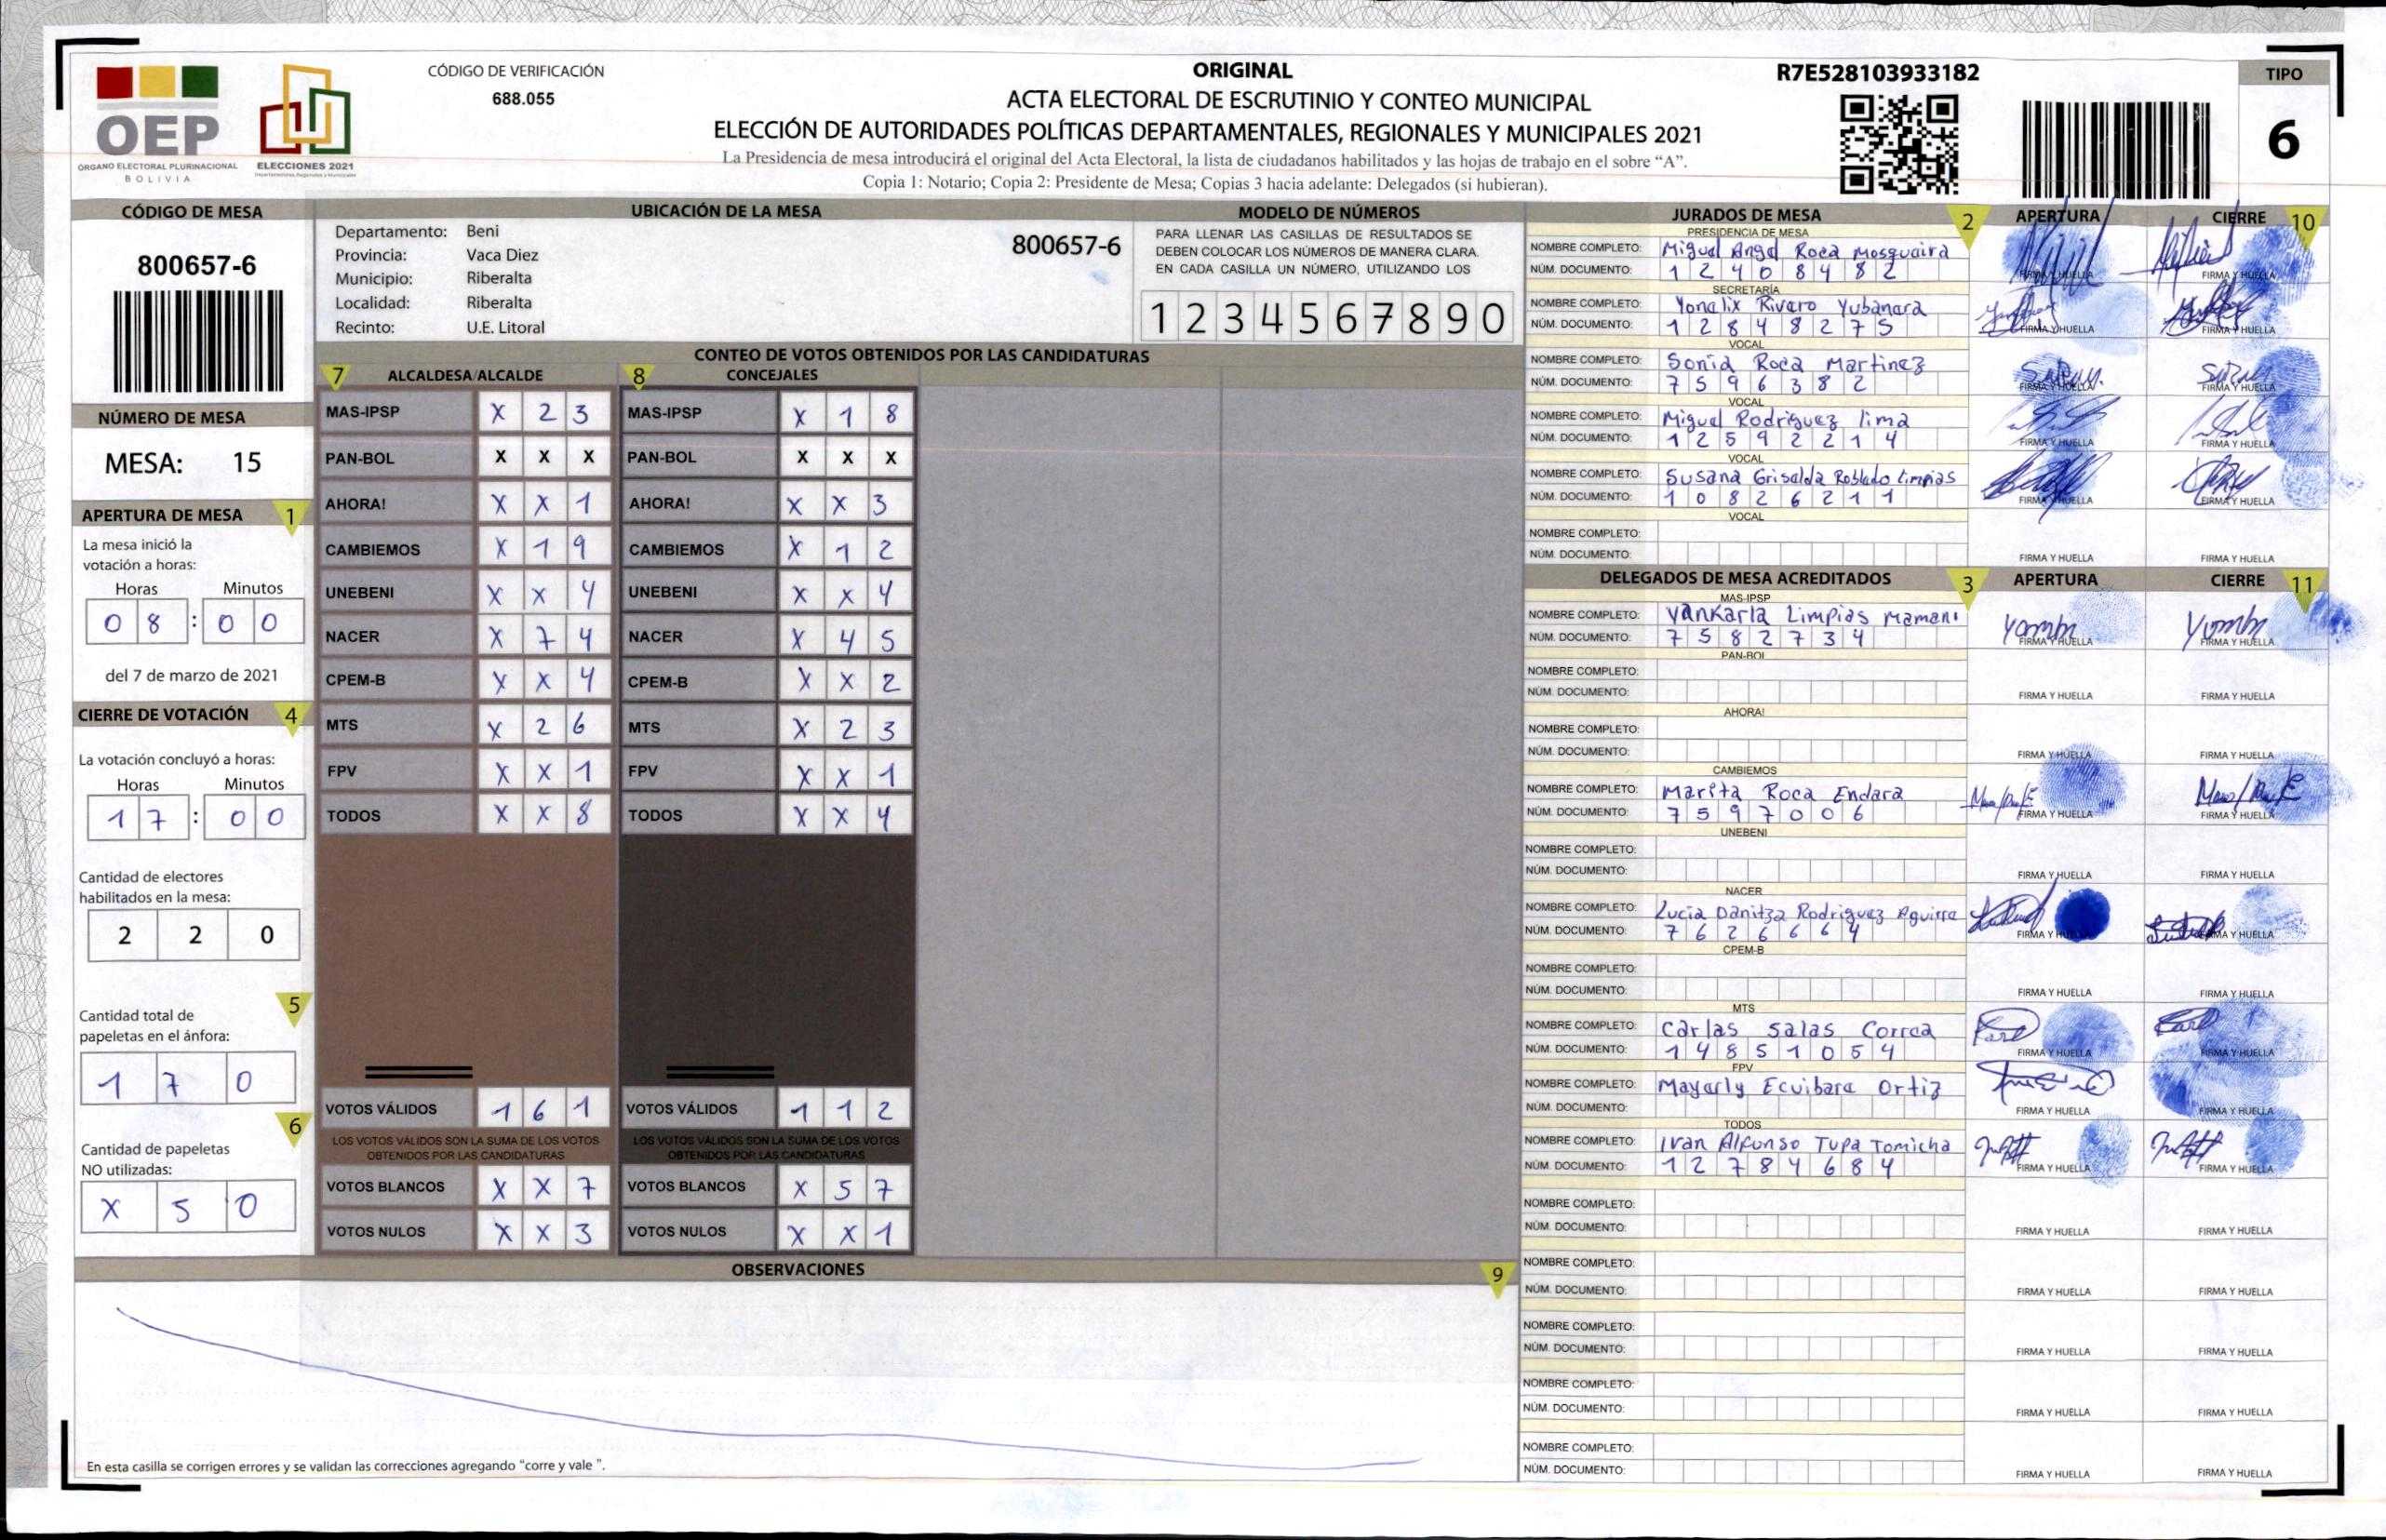 OEP
ÓRGANO ELECTORAL PLURINACIONAL
BOLIVIA
ELECCIONES 2021
CÓDIGO DE VERIFICACIÓN
688.055
ORIGINAL
ACTA ELECTORAL DE ESCRUTINIO Y CONTEO MUNICIPAL
ELECCIÓN DE AUTORIDADES POLÍTICAS DEPARTAMENTALES, REGIONALES Y MUNICIPALES 2021
La Presidencia de mesa introducirá el original del Acta Electoral, la lista de ciudadanos habilitados y las hojas de trabajo en el sobre “A”.
Copia 1: Notario; Copia 2: Presidente de Mesa; Copias 3 hacia adelante: Delegados (si hubieran).
R7E528103933182
TIPO
6
CÓDIGO DE MESA
800657-6
NÚMERO DE MESA
MESA: 15
APERTURA DE MESA 1
La mesa inició la
votación a horas:
Horas Minutos
0 8 : 0 0
del 7 de marzo de 2021
CIERRE DE VOTACIÓN 4
La votación concluyó a horas:
Horas Minutos
1 7 : 0 0
Cantidad de electores
habilitados en la mesa:
2 2 0
5
Cantidad total de
papeletas en el ánfora:
1 7 0
6
Cantidad de papeletas
NO utilizadas:
X 5 0
UBICACIÓN DE LA MESA
Departamento: Beni
Provincia: Vaca Diez
Municipio: Riberalta
Localidad: Riberalta
Recinto: U.E. Litoral
800657-6
MODELO DE NÚMEROS
PARA LLENAR LAS CASILLAS DE RESULTADOS SE
DEBEN COLOCAR LOS NÚMEROS DE MANERA CLARA.
EN CADA CASILLA UN NÚMERO, UTILIZANDO LOS
1 2 3 4 5 6 7 8 9 0
CONTEO DE VOTOS OBTENIDOS POR LAS CANDIDATURAS
7 ALCALDESA/ALCALDE 8 CONCEJALES
MAS-IPSP X 2 3 MAS-IPSP X 1 8
PAN-BOL X X X PAN-BOL X X X
AHORA! X X 1 AHORA! X X 3
CAMBIEMOS X 1 9 CAMBIEMOS X 1 2
UNEBENI X X 4 UNEBENI X X 4
NACER X 7 4 NACER X 4 5
CPEM-B X X 4 CPEM-B X X 2
MTS X 2 6 MTS X 2 3
FPV X X 1 FPV X X 1
TODOS X X 8 TODOS X X 4
VOTOS VÁLIDOS 1 6 1 VOTOS VÁLIDOS 1 1 2
LOS VOTOS VÁLIDOS SON LA SUMA DE LOS VOTOS LOS VOTOS VÁLIDOS SON LA SUMA DE LOS VOTOS
OBTENIDOS POR LAS CANDIDATURAS OBTENIDOS POR LAS CANDIDATURAS
VOTOS BLANCOS X X 7 VOTOS BLANCOS X 5 7
VOTOS NULOS X X 3 VOTOS NULOS X X 1
OBSERVACIONES 9
En esta casilla se corrigen errores y se validan las correcciones agregando “corre y vale ”.
JURADOS DE MESA 2 APERTURA CIERRE 10
PRESIDENCIA DE MESA
NOMBRE COMPLETO: Miguel Angel Roca Mosquaira
NÚM. DOCUMENTO: 1 2 4 0 8 4 8 2 FIRMA Y HUELLA FIRMA Y HUELLA
SECRETARÍA
NOMBRE COMPLETO: Yonalix Rivero Yubanara
NÚM. DOCUMENTO: 1 2 8 4 8 2 7 5 FIRMA Y HUELLA FIRMA Y HUELLA
VOCAL
NOMBRE COMPLETO: Sonia Roca Martinez
NÚM. DOCUMENTO: 7 5 9 6 3 8 2 FIRMA Y HUELLA FIRMA Y HUELLA
VOCAL
NOMBRE COMPLETO: Miguel Rodriguez lima
NÚM. DOCUMENTO: 1 2 5 9 2 2 1 4 FIRMA Y HUELLA FIRMA Y HUELLA
VOCAL
NOMBRE COMPLETO: Susana Griselda Robledo Limpias
NÚM. DOCUMENTO: 1 0 8 2 6 2 1 1 FIRMA Y HUELLA FIRMA Y HUELLA
VOCAL
NOMBRE COMPLETO:
NÚM. DOCUMENTO: FIRMA Y HUELLA FIRMA Y HUELLA
DELEGADOS DE MESA ACREDITADOS 3 APERTURA CIERRE 11
MAS-IPSP
NOMBRE COMPLETO: Yankarla Limpias Mamani
NÚM. DOCUMENTO: 7 5 8 2 7 3 4 FIRMA Y HUELLA FIRMA Y HUELLA
PAN-BOL
NOMBRE COMPLETO:
NÚM. DOCUMENTO: FIRMA Y HUELLA FIRMA Y HUELLA
AHORA!
NOMBRE COMPLETO:
NÚM. DOCUMENTO: FIRMA Y HUELLA FIRMA Y HUELLA
CAMBIEMOS
NOMBRE COMPLETO: Marita Roca Endara
NÚM. DOCUMENTO: 7 5 9 7 0 0 6 FIRMA Y HUELLA FIRMA Y HUELLA
UNEBENI
NOMBRE COMPLETO:
NÚM. DOCUMENTO: FIRMA Y HUELLA FIRMA Y HUELLA
NACER
NOMBRE COMPLETO: Lucia Danitza Rodriguez Aguirre
NÚM. DOCUMENTO: 7 6 2 6 6 6 4 FIRMA Y HUELLA FIRMA Y HUELLA
CPEM-B
NOMBRE COMPLETO:
NÚM. DOCUMENTO: FIRMA Y HUELLA FIRMA Y HUELLA
MTS
NOMBRE COMPLETO: Carlas Salas Correa
NÚM. DOCUMENTO: 1 4 8 5 1 0 5 4 FIRMA Y HUELLA FIRMA Y HUELLA
FPV
NOMBRE COMPLETO: Mayerly Ecuibara Ortiz
NÚM. DOCUMENTO: FIRMA Y HUELLA FIRMA Y HUELLA
TODOS
NOMBRE COMPLETO: Ivan Alfonso Tupa Tomicha
NÚM. DOCUMENTO: 1 2 7 8 4 6 8 4 FIRMA Y HUELLA FIRMA Y HUELLA
NOMBRE COMPLETO:
NÚM. DOCUMENTO: FIRMA Y HUELLA FIRMA Y HUELLA
NOMBRE COMPLETO:
NÚM. DOCUMENTO: FIRMA Y HUELLA FIRMA Y HUELLA
NOMBRE COMPLETO:
NÚM. DOCUMENTO: FIRMA Y HUELLA FIRMA Y HUELLA
NOMBRE COMPLETO:
NÚM. DOCUMENTO: FIRMA Y HUELLA FIRMA Y HUELLA
NOMBRE COMPLETO:
NÚM. DOCUMENTO: FIRMA Y HUELLA FIRMA Y HUELLA